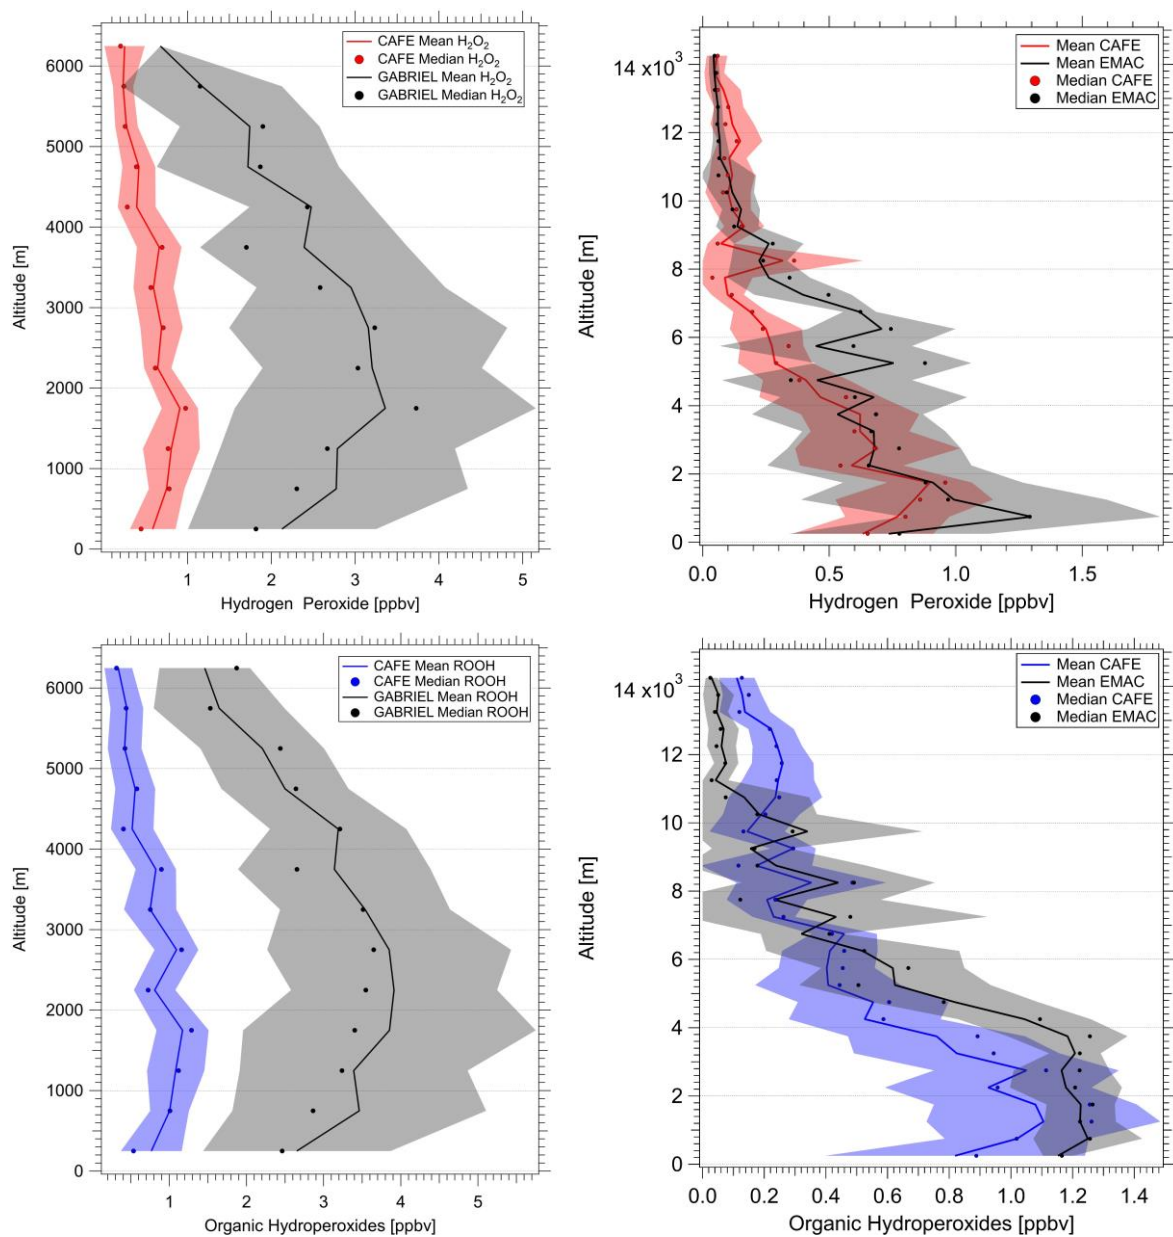 CAFE Mean H₂O₂
CAFE Median H₂O₂
GABRIEL Mean H₂O₂
GABRIEL Median H₂O₂
6000
5000
4000
3000
2000
1000
0
Altitude [m]
1 2 3 4 5
Hydrogen Peroxide [ppbv]
Mean CAFE
Mean EMAC
Median CAFE
Median EMAC
14 x10³
12
10
8
6
4
2
0
Altitude [m]
0.0 0.5 1.0 1.5
Hydrogen Peroxide [ppbv]
CAFE Mean ROOH
CAFE Median ROOH
GABRIEL Mean ROOH
GABRIEL Median ROOH
6000
5000
4000
3000
2000
1000
0
Altitude [m]
1 2 3 4 5
Organic Hydroperoxides [ppbv]
Mean CAFE
Mean EMAC
Median CAFE
Median EMAC
14 x10³
12
10
8
6
4
2
0
Altitude [m]
0.0 0.2 0.4 0.6 0.8 1.0 1.2 1.4
Organic Hydroperoxides [ppbv]